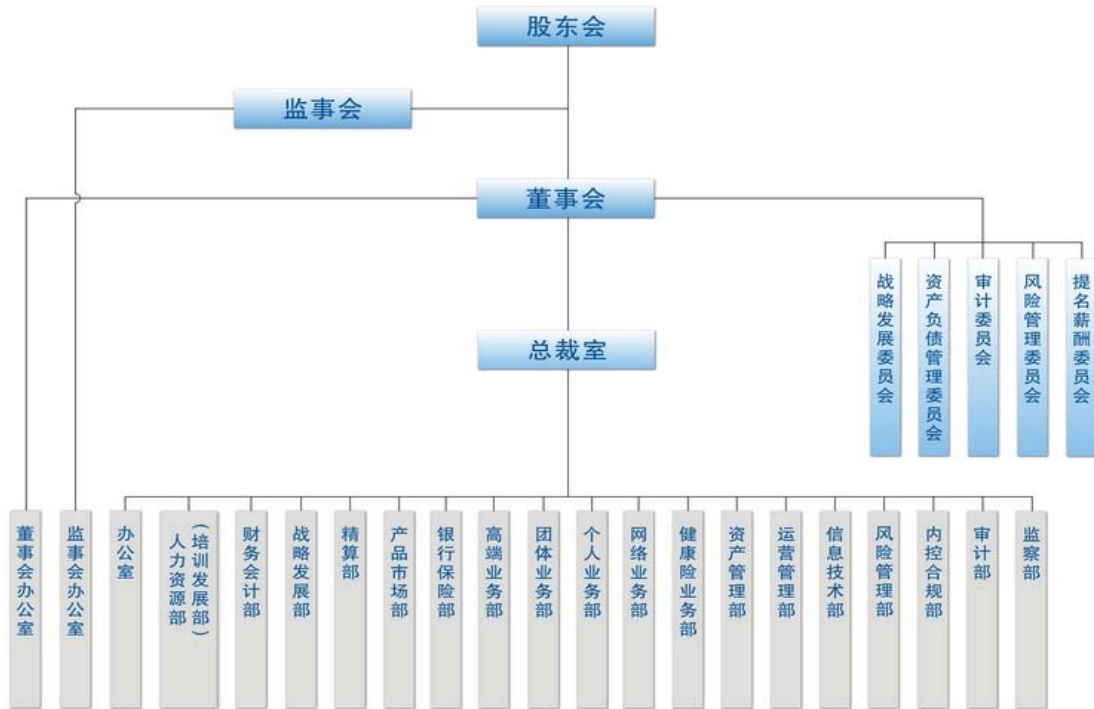 股东会
监事会
董事会
战略发展委员会
资产负债管理委员会
审计委员会
风险管理委员会
提名薪酬委员会
总裁室
董事会办公室
监事会办公室
办公室
人力资源部
（培训发展部）
财务会计部
战略发展部
精算部
产品市场部
银行保险部
高端业务部
团体业务部
个人业务部
网络业务部
健康险业务部
资产管理部
运营管理部
信息技术部
风险管理部
内控合规部
审计部
监察部